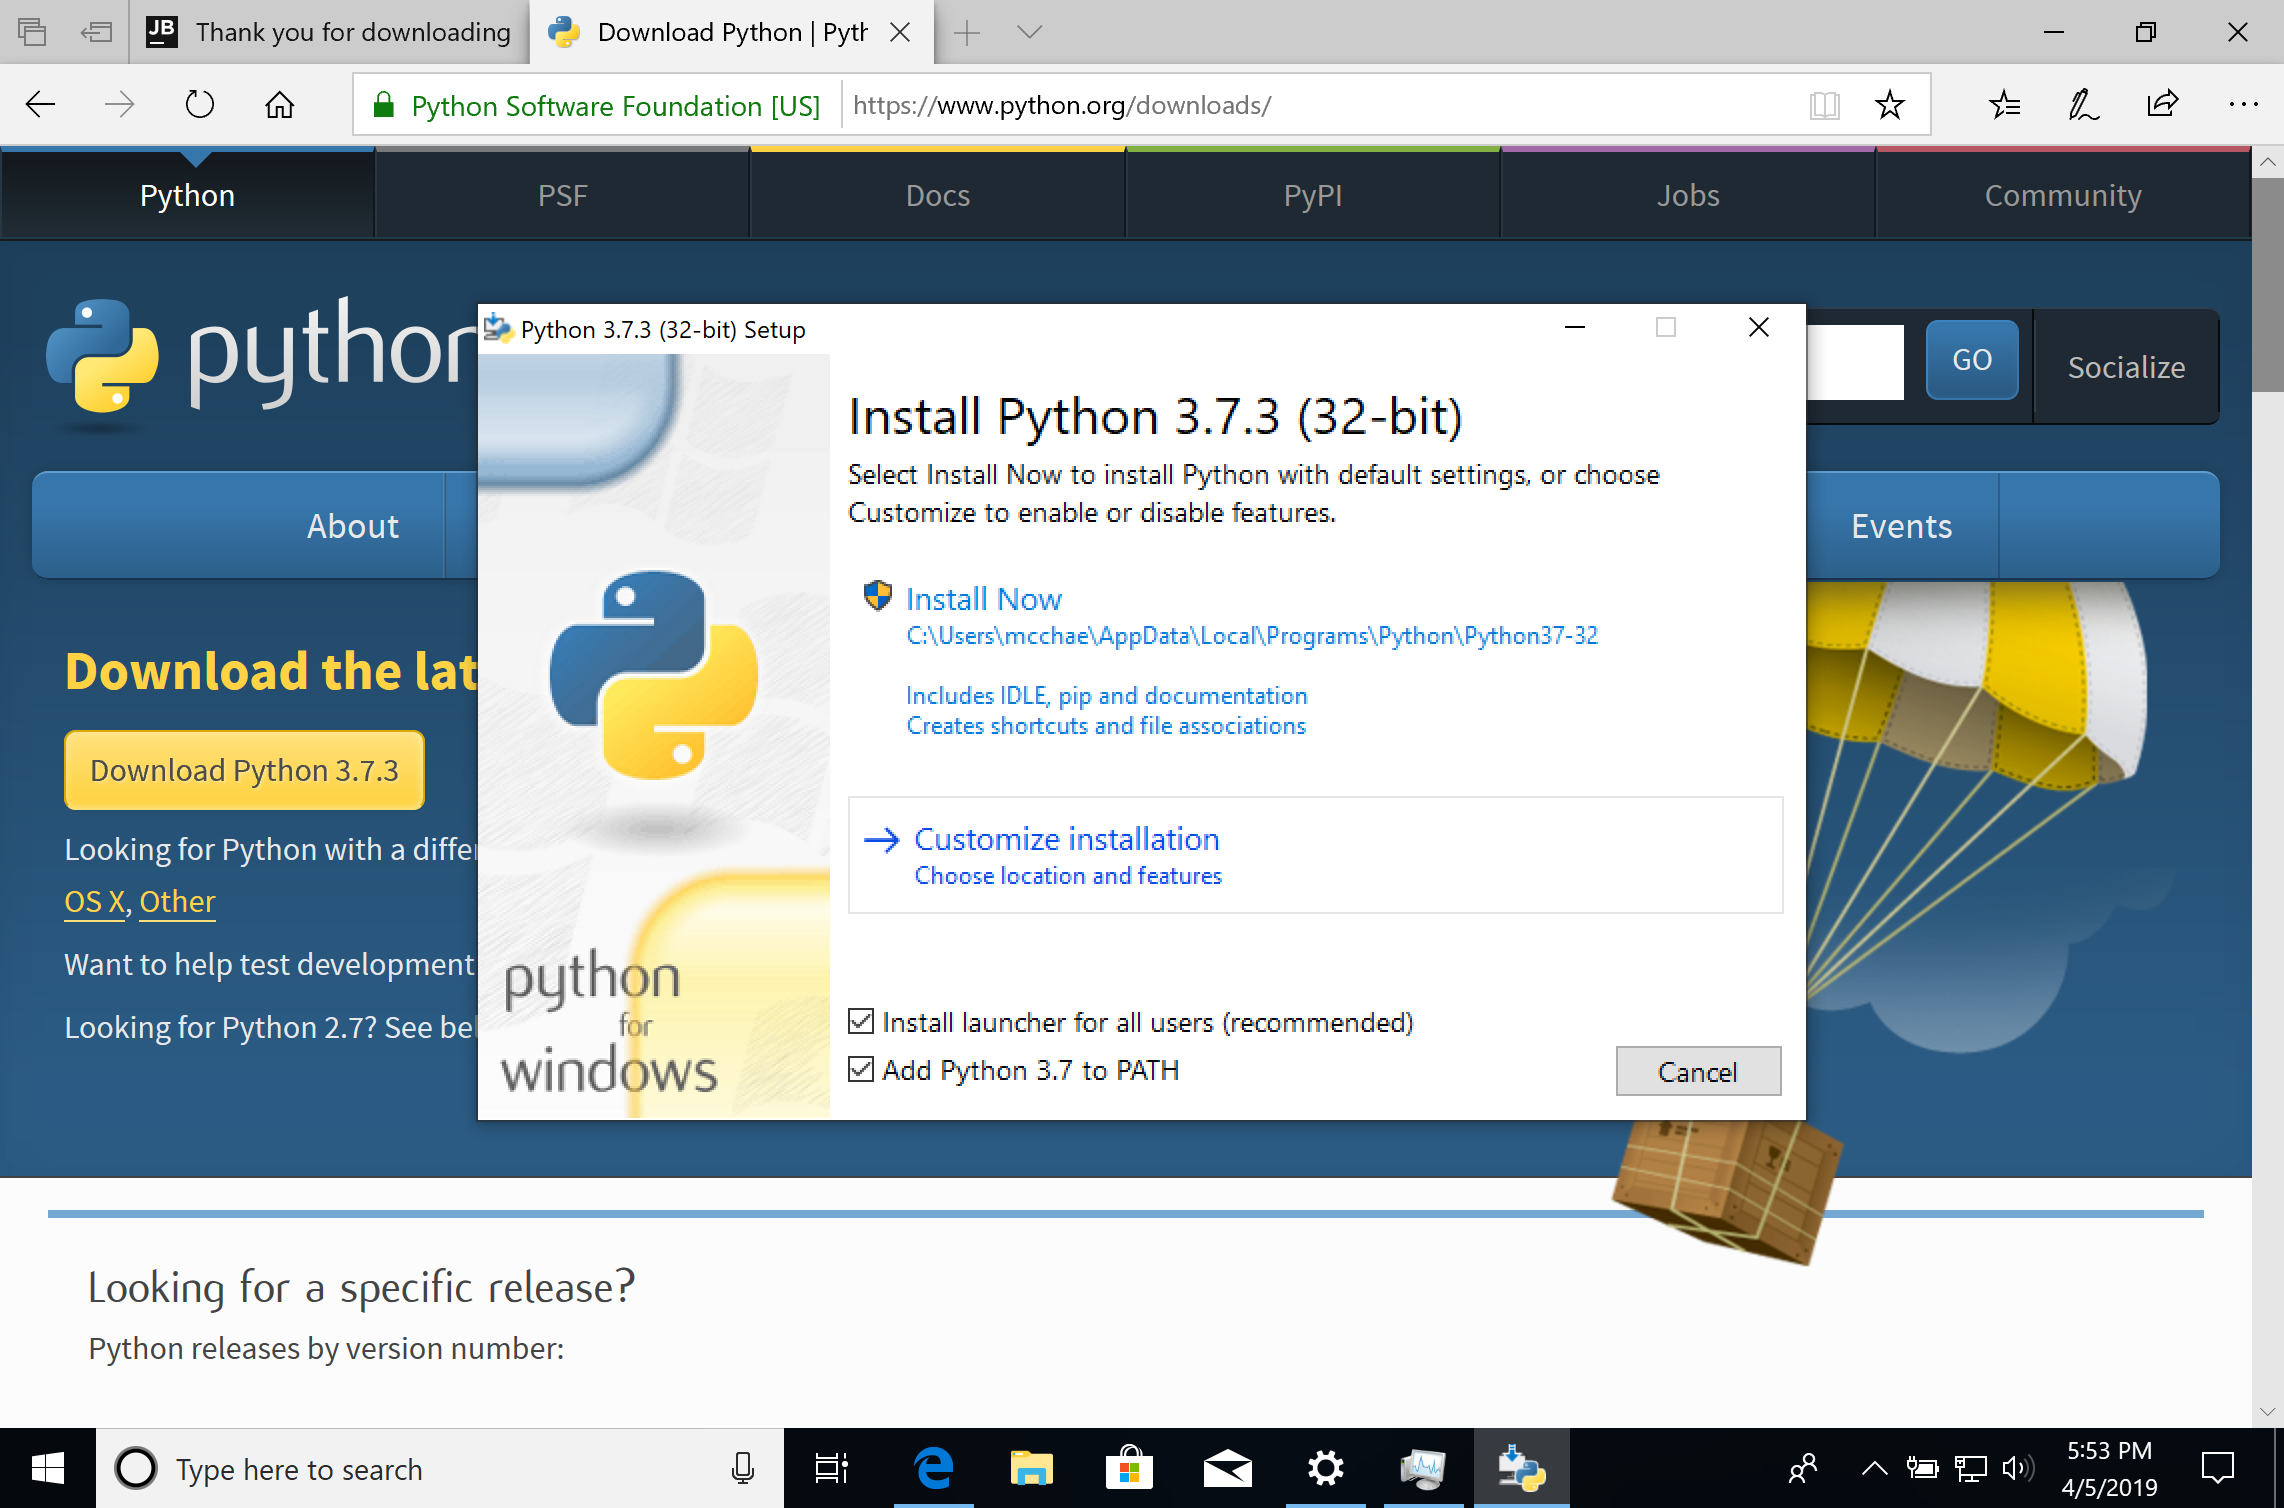 JB
Thank you for downloading
Download Python | Pyth
Python Software Foundation [US]
https://www.python.org/downloads/
Python
PSF
Docs
PyPI
Jobs
Community
python
GO
Socialize
About
Events
Download the lat
Download Python 3.7.3
Looking for Python with a differ
OS X, Other
Want to help test development
Looking for Python 2.7? See bel
Python 3.7.3 (32-bit) Setup
Install Python 3.7.3 (32-bit)
Select Install Now to install Python with default settings, or choose
Customize to enable or disable features.
Install Now
C:\Users\mcchae\AppData\Local\Programs\Python\Python37-32
Includes IDLE, pip and documentation
Creates shortcuts and file associations
Customize installation
Choose location and features
python
for
windows
Install launcher for all users (recommended)
Add Python 3.7 to PATH
Cancel
Looking for a specific release?
Python releases by version number:
Type here to search
5:53 PM
4/5/2019